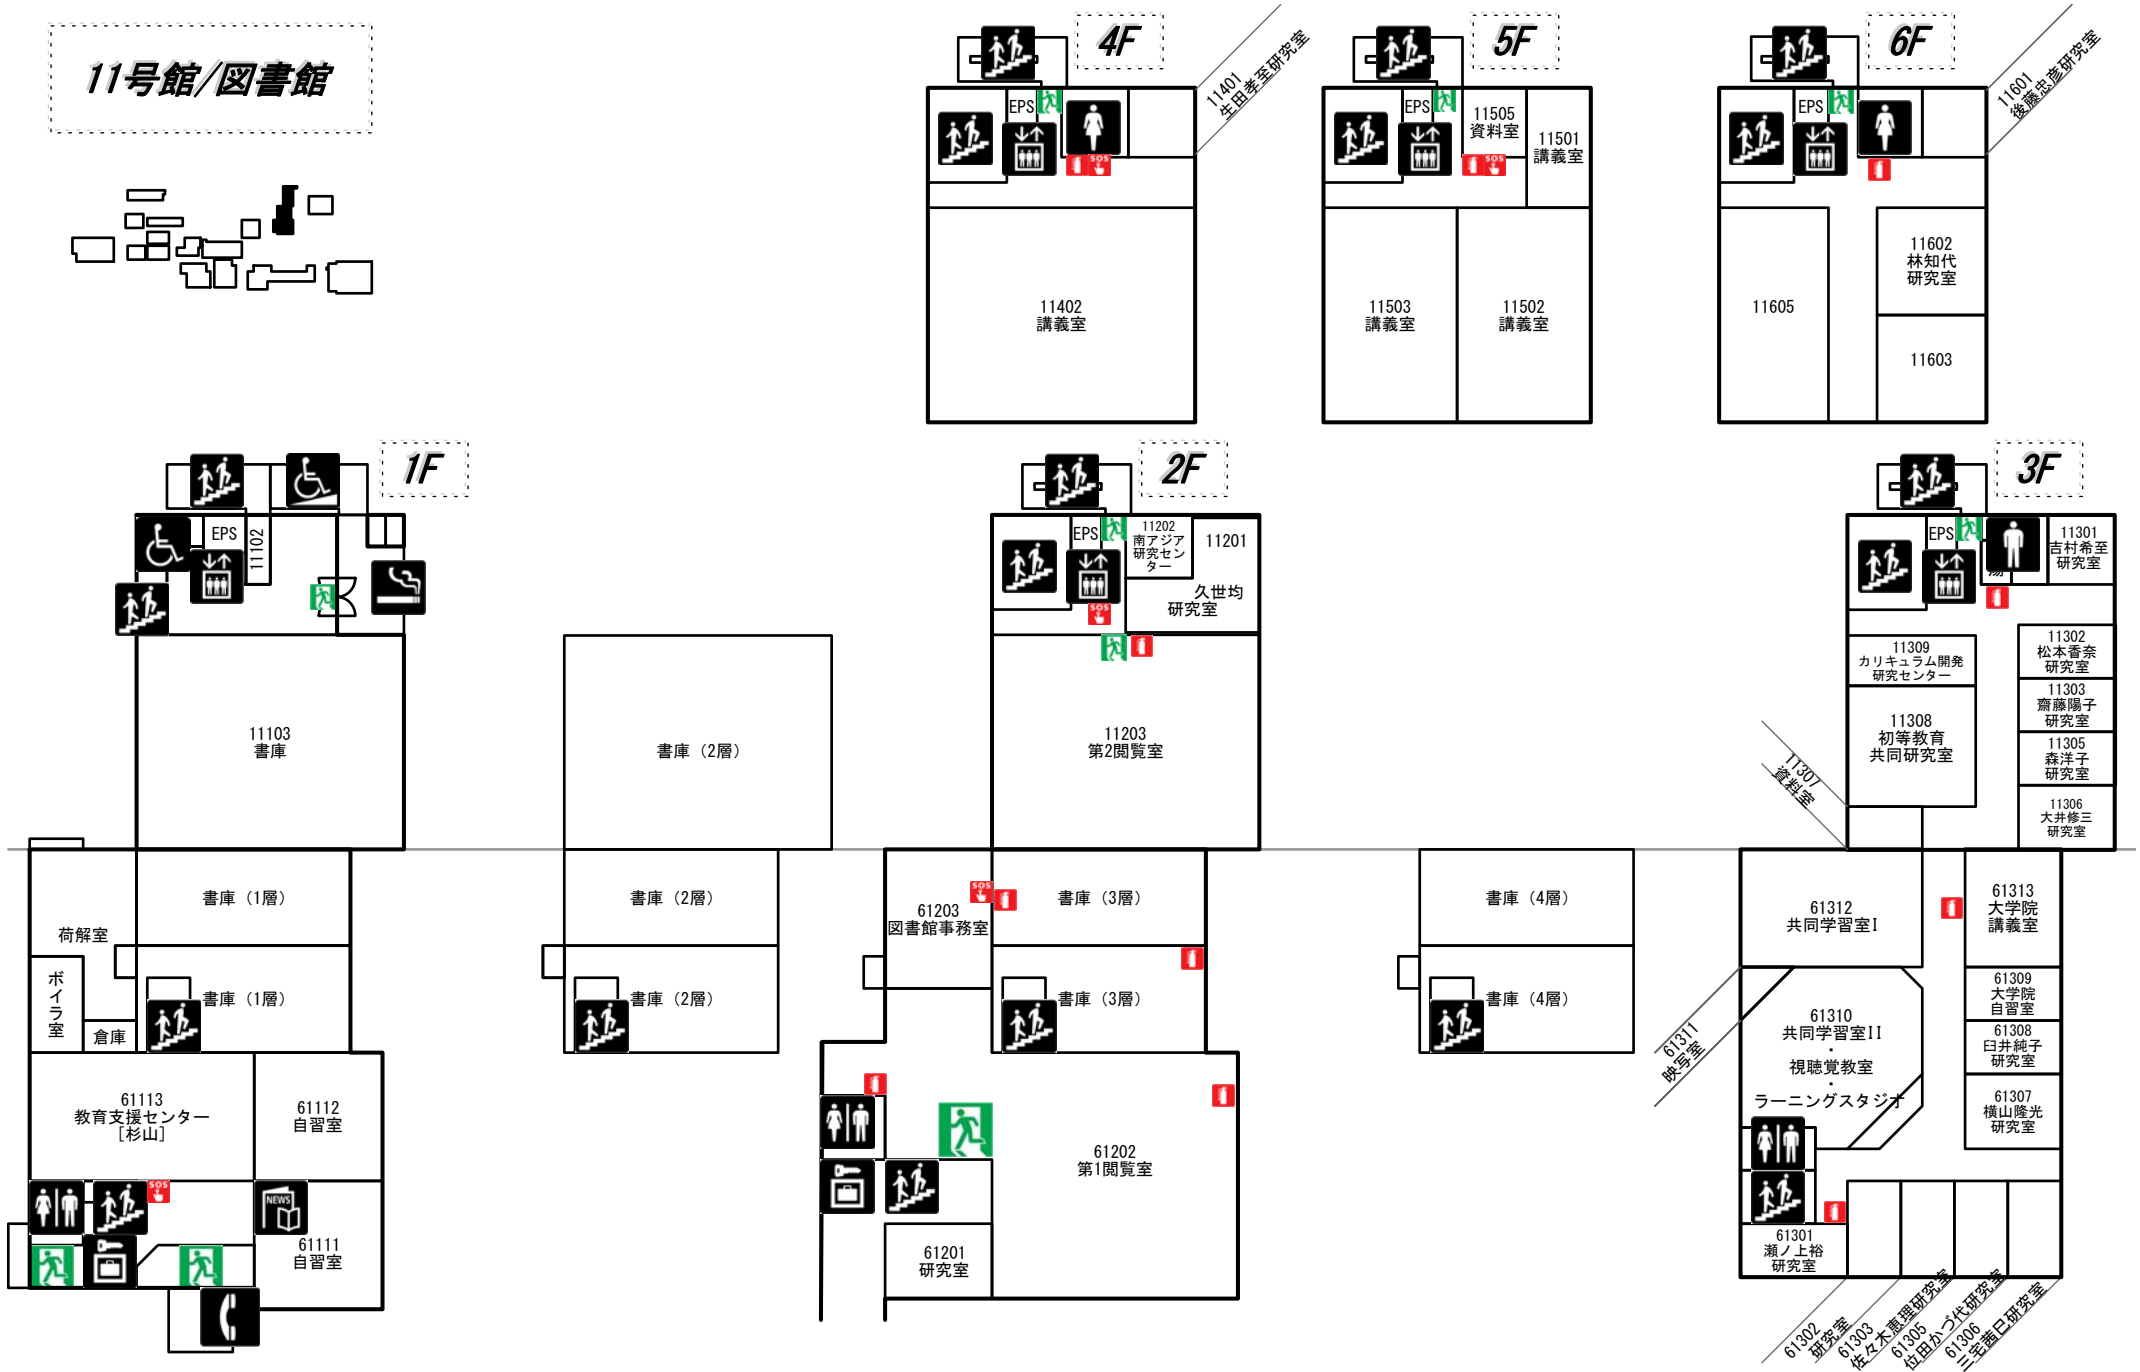 11号館/図書館
4F
EPS
SOS
11401
生田孝至研究室
11402
講義室
5F
EPS
11505
資料室
SOS
11501
講義室
11503
講義室
11502
講義室
6F
EPS
11601
後藤忠彦研究室
11605
11602
林知代
研究室
11603
1F
EPS
11102
11103
書庫
書庫（1層）
荷解室
書庫（1層）
ボイラ室
倉庫
61113
教育支援センター
[杉山]
61112
自習室
SOS
NEWS
61111
自習室
書庫（2層）
書庫（2層）
書庫（2層）
2F
EPS
11202
南アジア
研究セン
ター
11201
久世均
研究室
SOS
11203
第2閲覧室
SOS
61203
図書館事務室
書庫（3層）
書庫（3層）
61202
第1閲覧室
61201
研究室
書庫（4層）
書庫（4層）
3F
EPS
湯
11301
吉村希至
研究室
11302
松本香奈
研究室
11309
カリキュラム開発
研究センター
11303
齋藤陽子
研究室
11308
初等教育
共同研究室
11305
森洋子
研究室
11307
資料室
11306
大井修三
研究室
61312
共同学習室I
61313
大学院
講義室
61309
大学院
自習室
61310
共同学習室II
・
視聴覚教室
・
ラーニングスタジオ
61311
映写室
61308
臼井純子
研究室
61307
横山隆光
研究室
61301
瀬ノ上裕
研究室
61302
研究室
61303
佐々木恵理研究室
61305
位田かづ代研究室
61306
三宅茜巳研究室